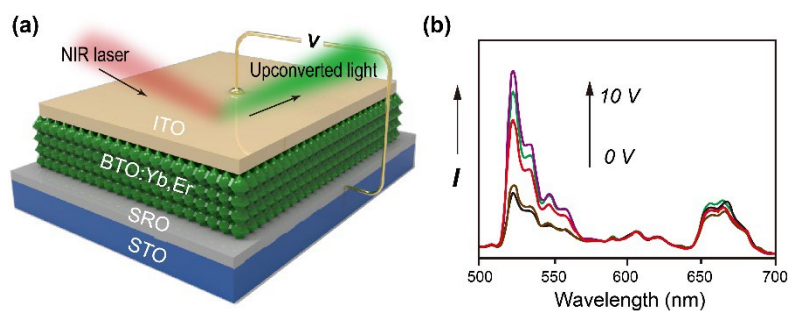 (a)
V
NIR laser
Upconverted light
ITO
BTO:Yb,Er
SRO
STO
(b)
I
10 V
0 V
500 550 600 650 700
Wavelength (nm)